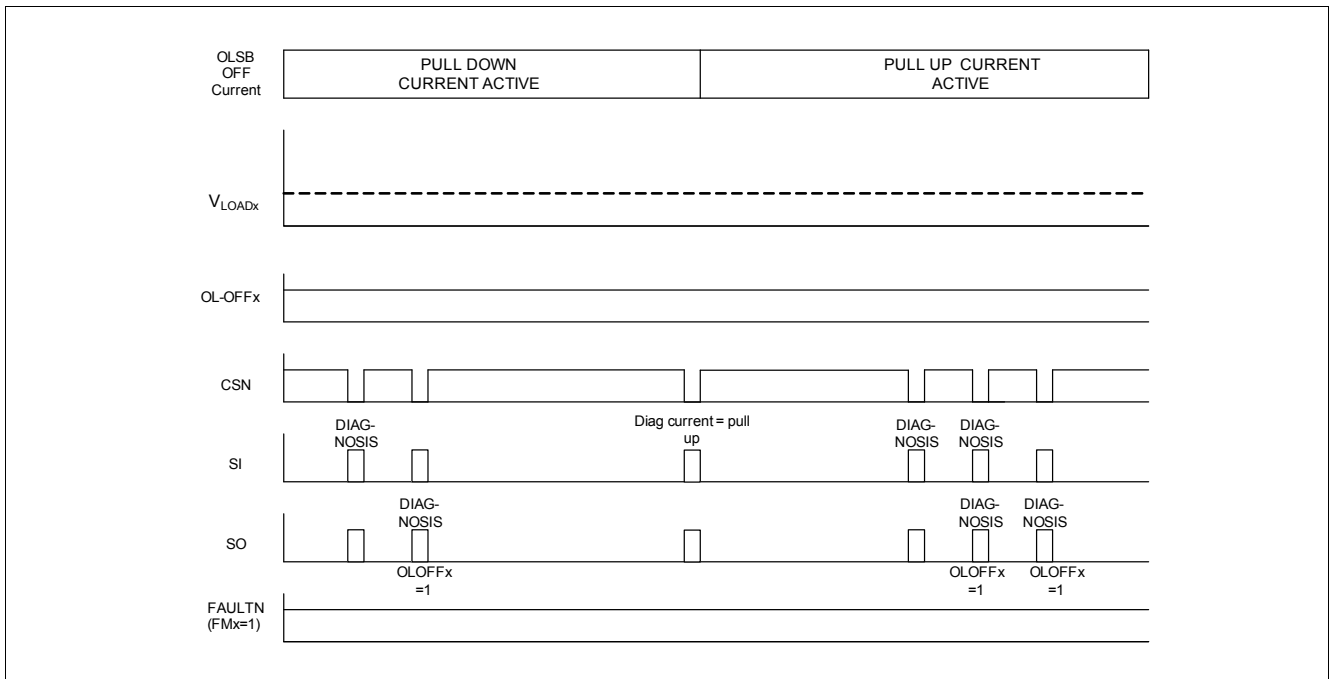 OLSB
OFF
Current
PULL DOWN
CURRENT ACTIVE
PULL UP CURRENT
ACTIVE
VLOADx
OL-OFFx
CSN
SI
DIAG-
NOSIS
Diag current = pull
up
DIAG-
NOSIS
DIAG-
NOSIS
SO
DIAG-
NOSIS
OLOFFx
=1
DIAG-
NOSIS
DIAG-
NOSIS
OLOFFx
=1
OLOFFx
=1
FAULTN
(FMx=1)